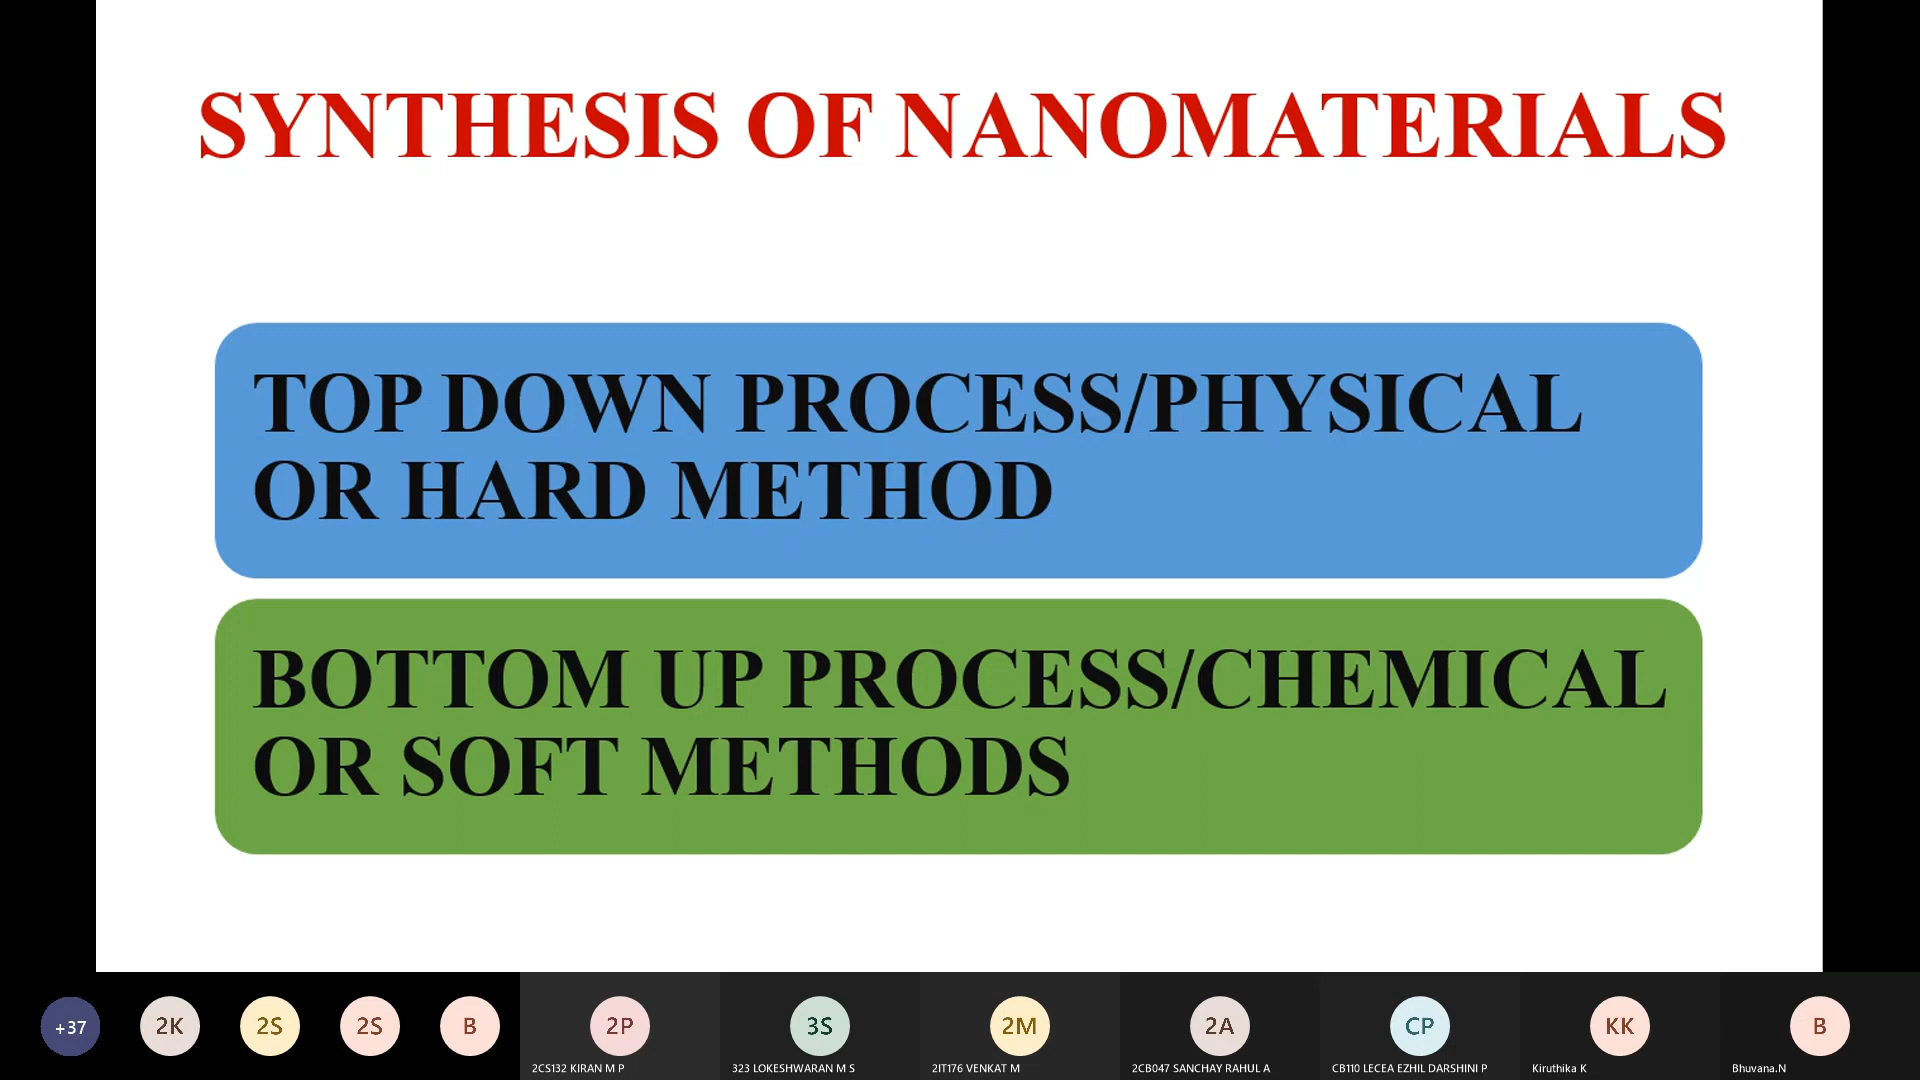 SYNTHESIS OF NANOMATERIALS
TOP DOWN PROCESS/PHYSICAL
OR HARD METHOD
BOTTOM UP PROCESS/CHEMICAL
OR SOFT METHODS
+37
2K
2S
2S
B
2P
3S
2M
2A
CP
KK
B
2CS132 KIRAN M P
323 LOKESHWARAN M S
2IT176 VENKAT M
2CB047 SANCHAY RAHUL A
CB110 LECEA EZHIL DARSHINI P
Kiruthika K
Bhuvana.N